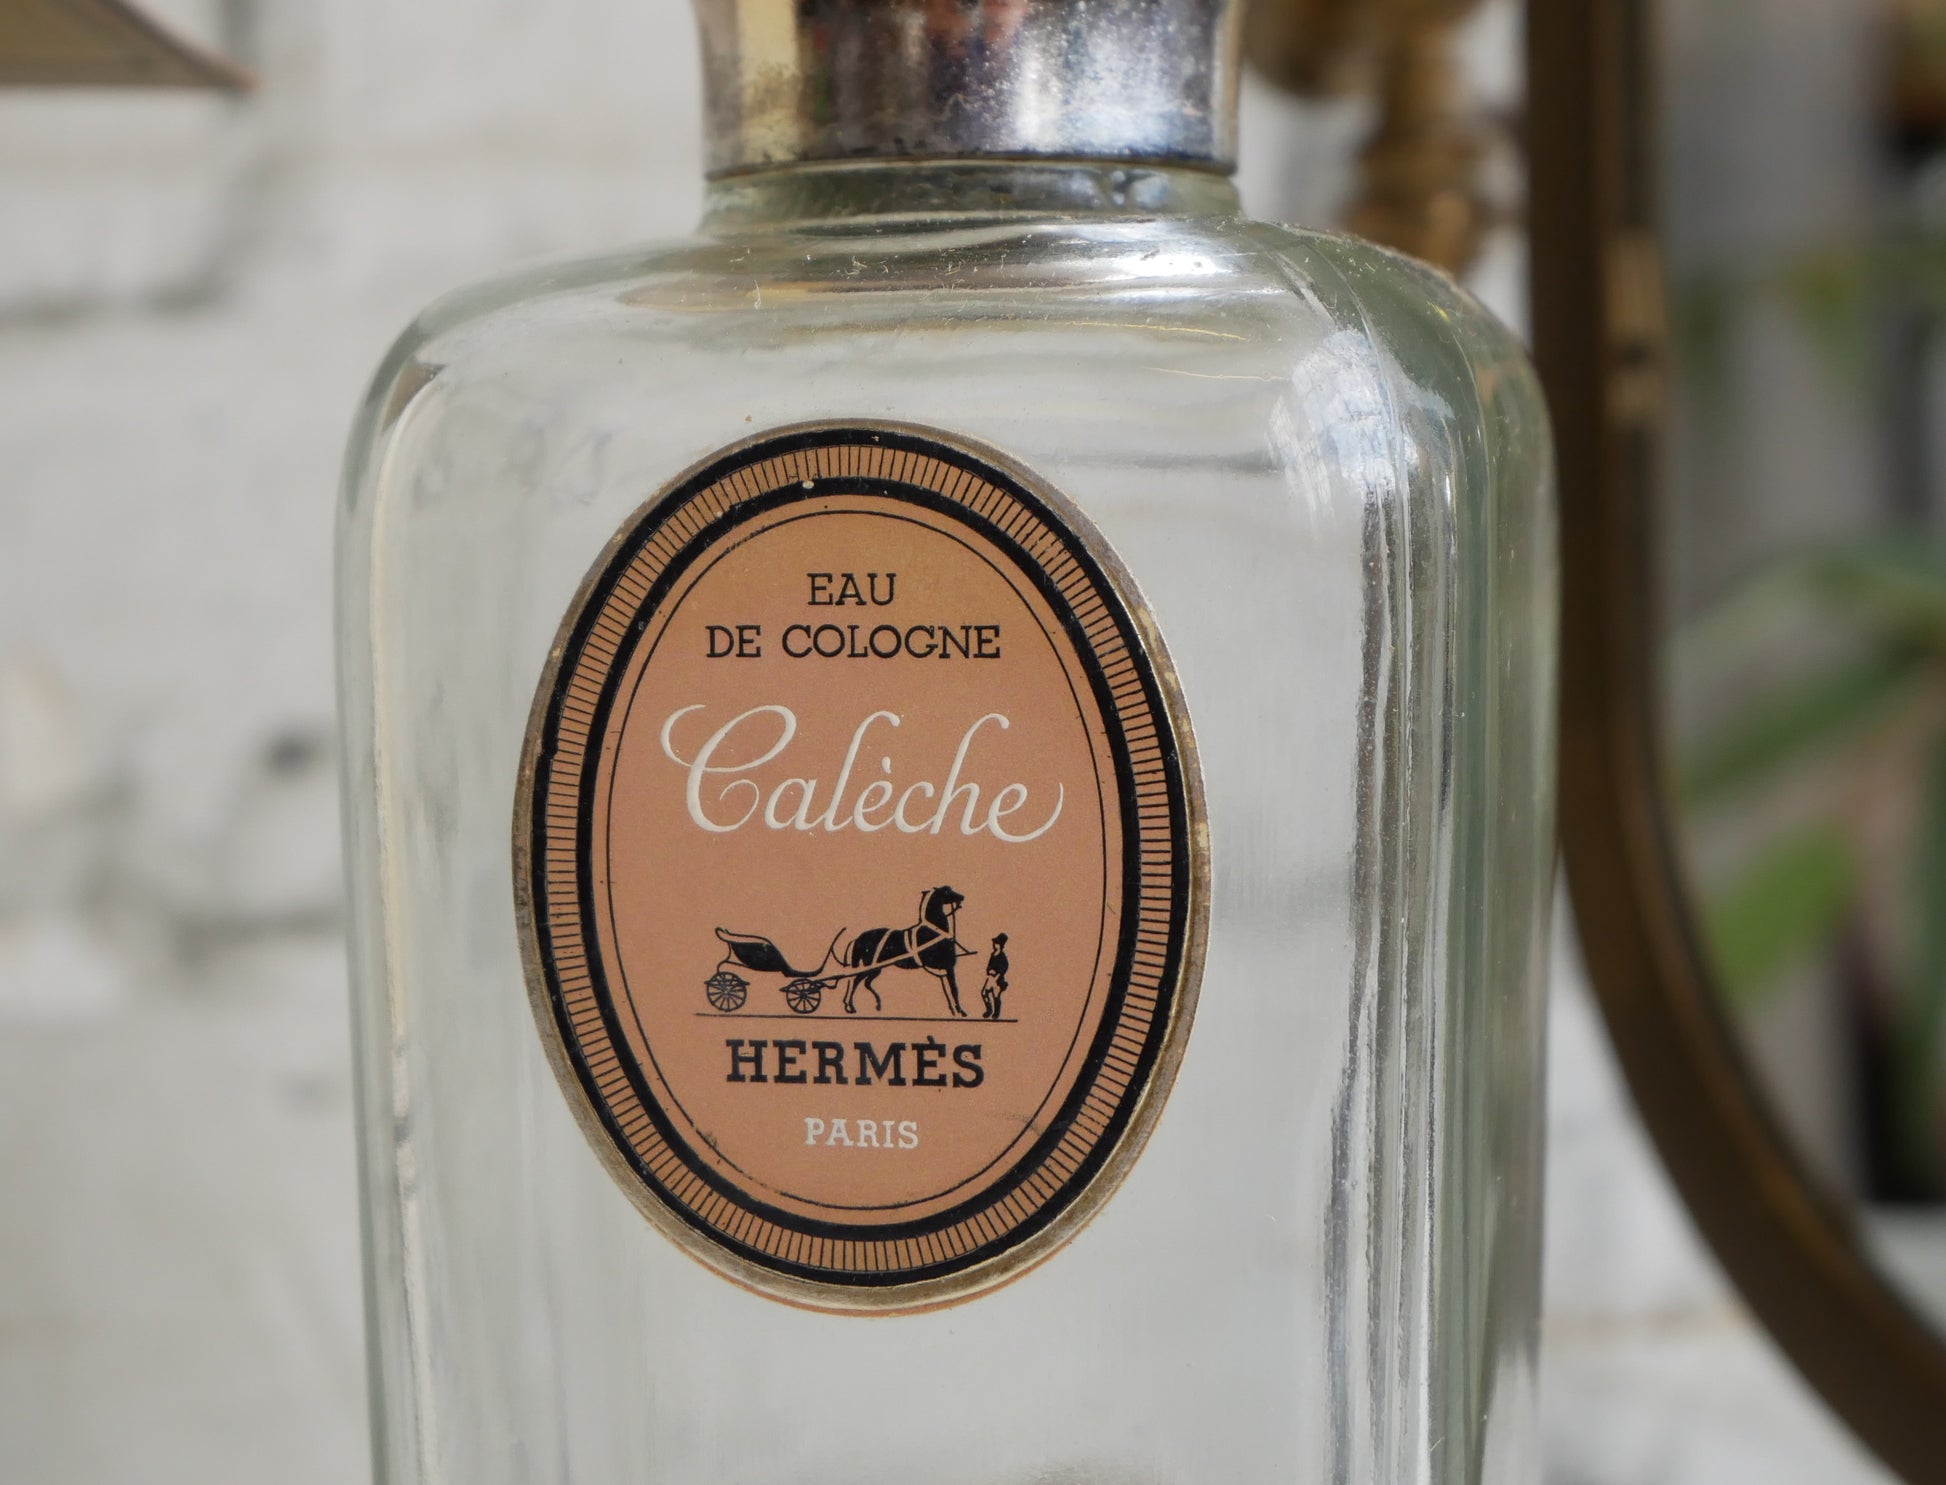 EAU
DE COLOGNE
Calèche
HERMÈS
PARIS